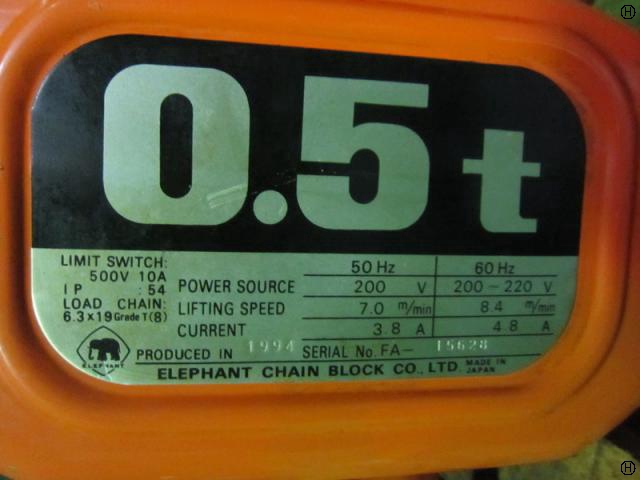 0.5 t
LIMIT SWITCH:
500V 10A
IP : 54
LOAD CHAIN:
6.3×19 Grade T(8)
50 Hz 60 Hz
POWER SOURCE 200 V 200-220 V
LIFTING SPEED 7.0 m/min 8.4 m/min
CURRENT 3.8 A 4.8 A
ELEPHANT
PRODUCED IN 1994 SERIAL No. FA- 15628
ELEPHANT CHAIN BLOCK CO., LTD. MADE IN JAPAN
H
H